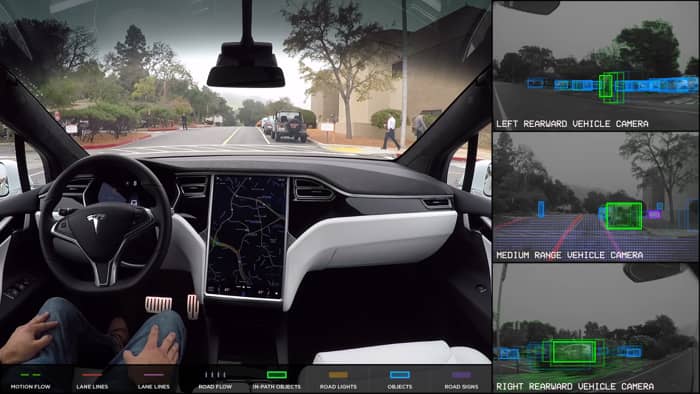 LEFT REARWARD VEHICLE CAMERA
MEDIUM RANGE VEHICLE CAMERA
RIGHT REARWARD VEHICLE CAMERA
MOTION FLOW
LANE LINES
LANE LINES
ROAD FLOW
IN-PATH OBJECTS
ROAD LIGHTS
OBJECTS
ROAD SIGNS